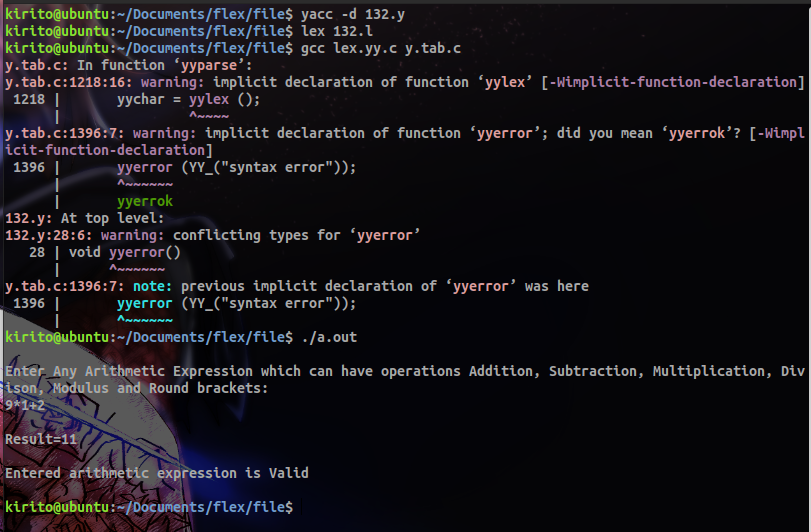 kirito@ubuntu:~/Documents/flex/file$ yacc -d 132.y
kirito@ubuntu:~/Documents/flex/file$ lex 132.l
kirito@ubuntu:~/Documents/flex/file$ gcc lex.yy.c y.tab.c
y.tab.c: In function ‘yyparse’:
y.tab.c:1218:16: warning: implicit declaration of function ‘yylex’ [-Wimplicit-function-declaration]
 1218 |       yychar = yylex ();
      |                ^~~~~
y.tab.c:1396:7: warning: implicit declaration of function ‘yyerror’; did you mean ‘yyerrok’? [-Wimpl
icit-function-declaration]
 1396 |       yyerror (YY_("syntax error"));
      |       ^~~~~~~
      |       yyerrok
132.y: At top level:
132.y:28:6: warning: conflicting types for ‘yyerror’
   28 | void yyerror()
      |      ^~~~~~~
y.tab.c:1396:7: note: previous implicit declaration of ‘yyerror’ was here
 1396 |       yyerror (YY_("syntax error"));
      |       ^~~~~~~
kirito@ubuntu:~/Documents/flex/file$ ./a.out
Enter Any Arithmetic Expression which can have operations Addition, Subtraction, Multiplication, Div
ison, Modulus and Round brackets:
9*1+2
Result=11
Entered arithmetic expression is Valid
kirito@ubuntu:~/Documents/flex/file$